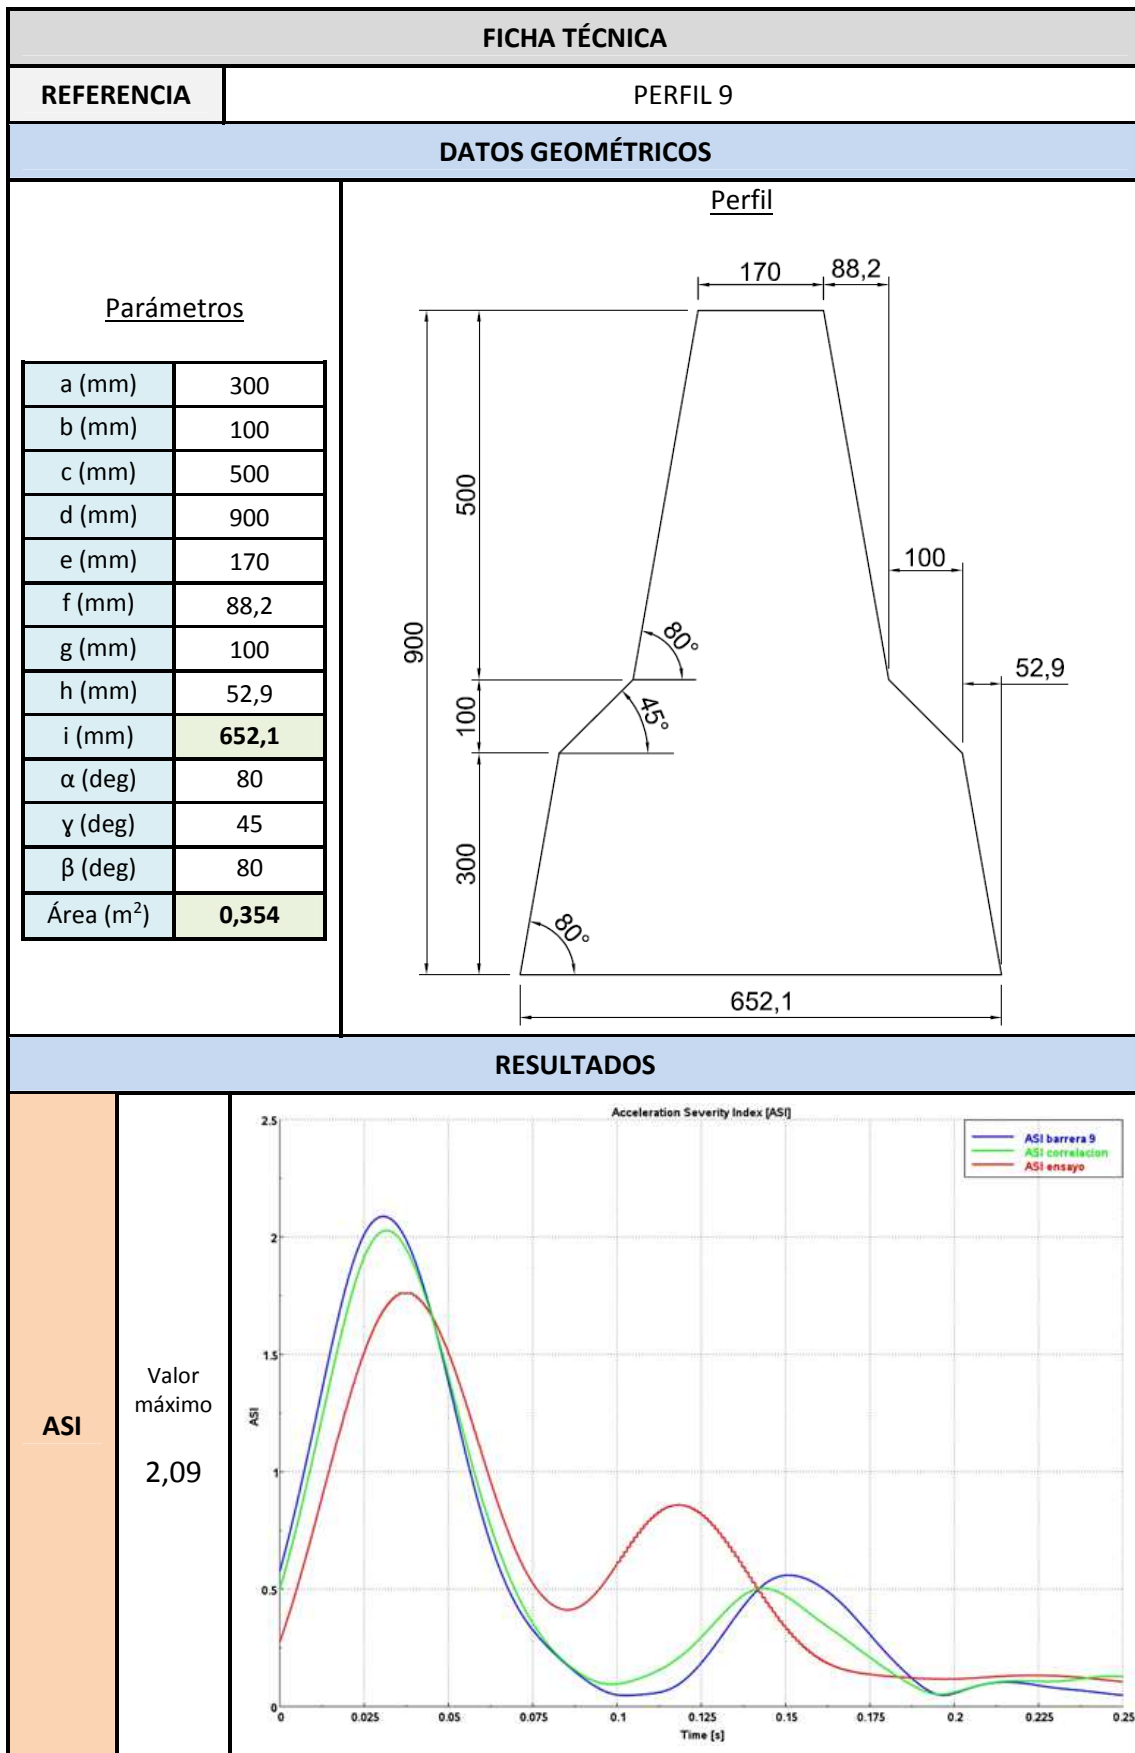 FICHA TÉCNICA
REFERENCIA PERFIL 9
DATOS GEOMÉTRICOS
Parámetros
a (mm) 300
b (mm) 100
c (mm) 500
d (mm) 900
e (mm) 170
f (mm) 88,2
g (mm) 100
h (mm) 52,9
i (mm) 652,1
α (deg) 80
ɣ (deg) 45
β (deg) 80
Área (m²) 0,354
Perfil
170 88,2
500
100
900
80°
52,9
100
45°
300
80°
652,1
RESULTADOS
ASI
Valor
máximo
2,09
Acceleration Severity Index [ASI]
ASI barrera 9
ASI correlacion
ASI ensayo
2.5
2
1.5
1
0.5
0
ASI
0 0.025 0.05 0.075 0.1 0.125 0.15 0.175 0.2 0.225 0.25
Time [s]